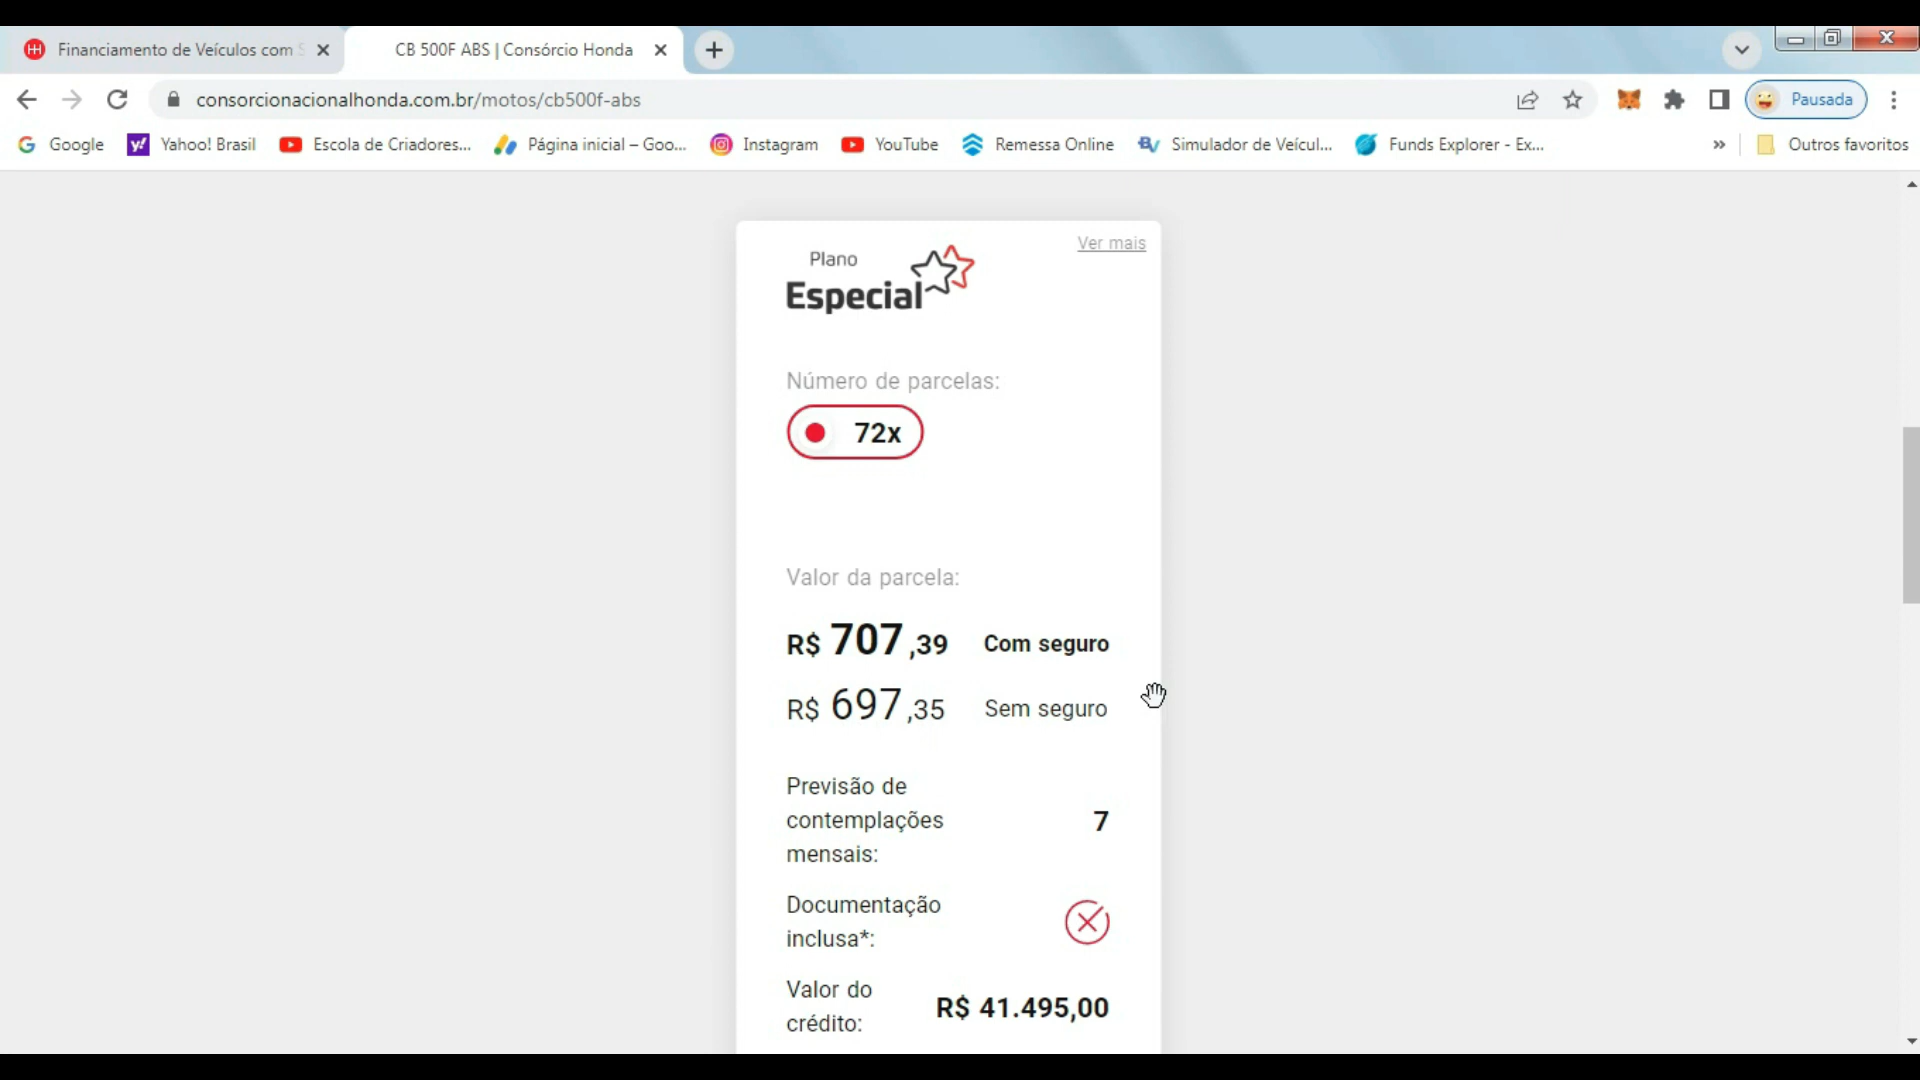 Financiamento de Veículos com S
CB 500F ABS | Consórcio Honda
consorcionacionalhonda.com.br/motos/cb500f-abs
Pausada
Google
Yahoo! Brasil
Escola de Criadores...
Página inicial – Goo...
Instagram
YouTube
Remessa Online
Simulador de Veícul...
Funds Explorer - Ex...
»
Outros favoritos
Ver mais
Plano
Especial
Número de parcelas:
72x
Valor da parcela:
R$ 707,39 Com seguro
R$ 697,35 Sem seguro
Previsão de
contemplações
mensais:
7
Documentação
inclusa*:
Valor do
crédito:
R$ 41.495,00